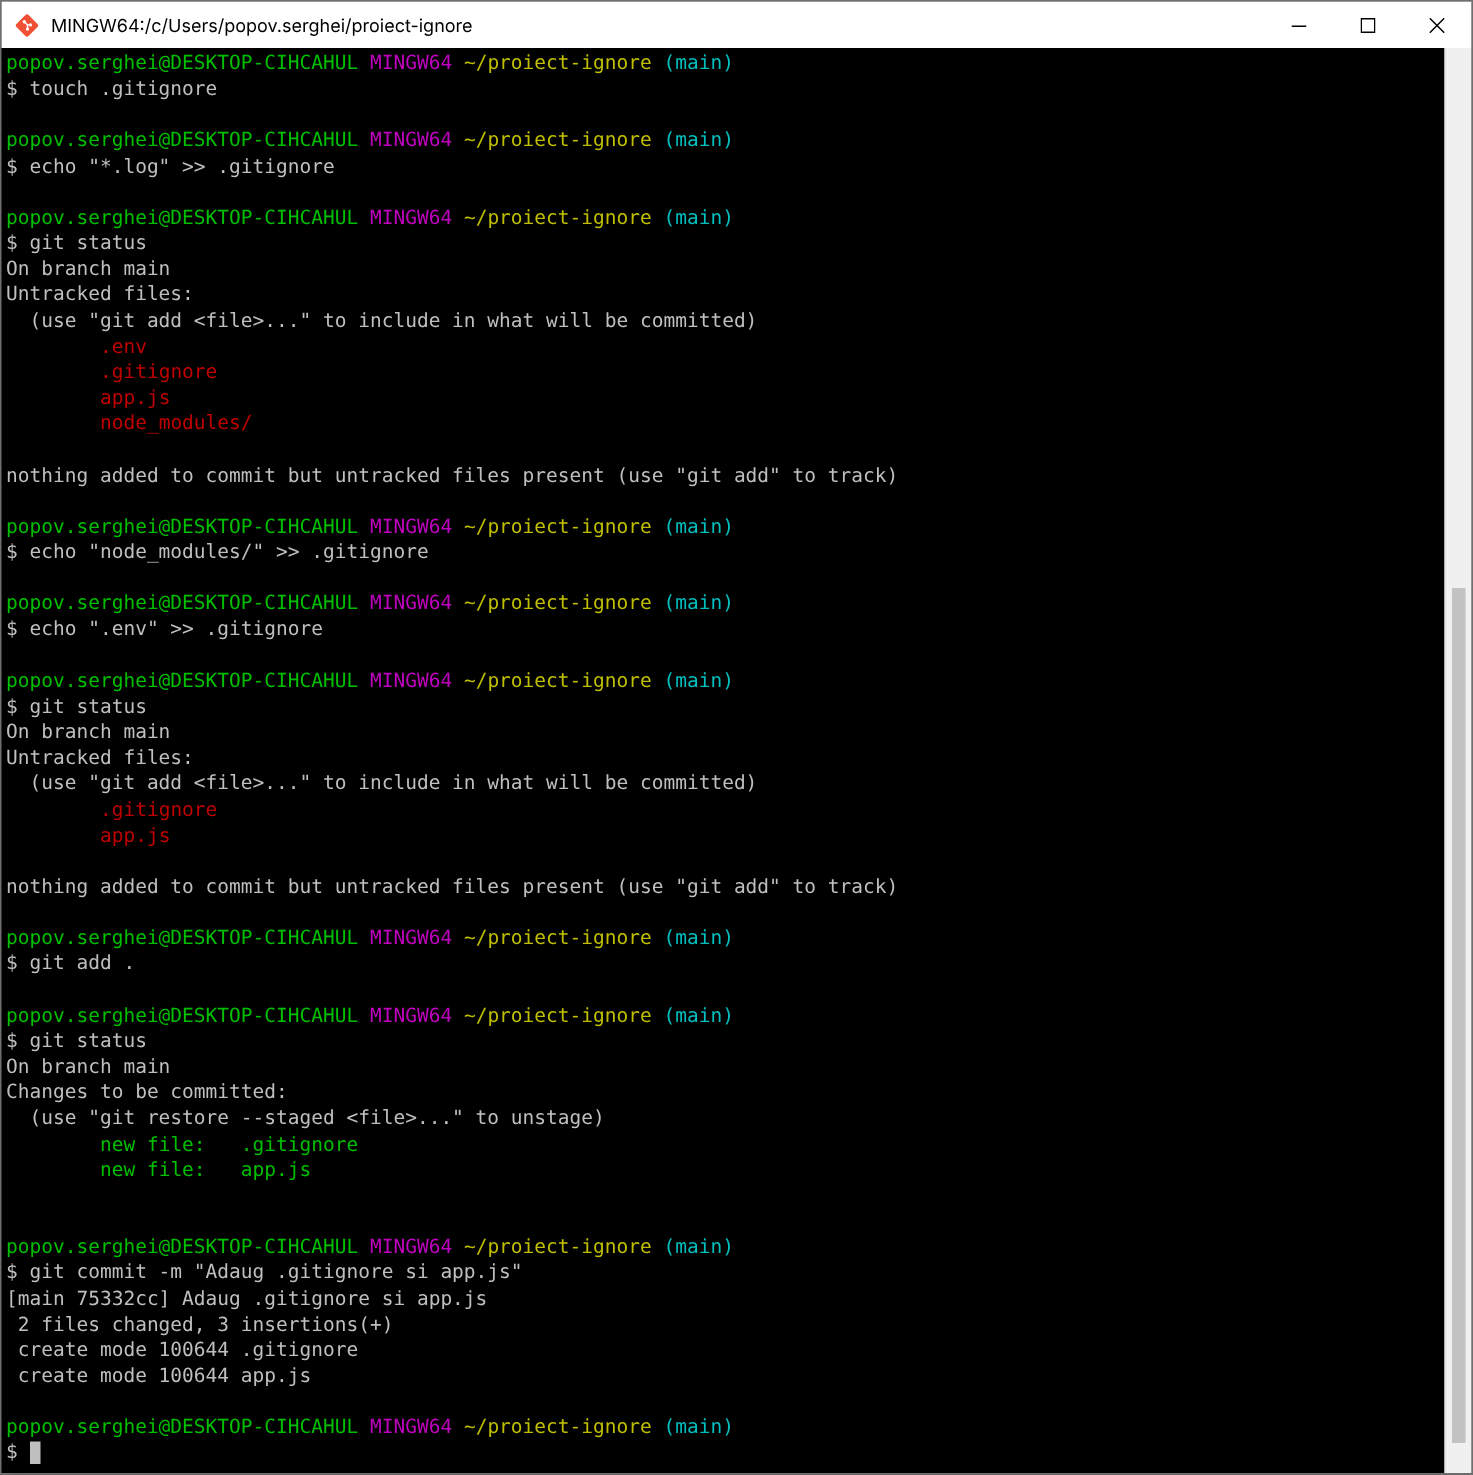 MINGW64:/c/Users/popov.serghei/proiect-ignore
popov.serghei@DESKTOP-CIHCAHUL MINGW64 ~/proiect-ignore (main)
$ touch .gitignore
popov.serghei@DESKTOP-CIHCAHUL MINGW64 ~/proiect-ignore (main)
$ echo "*.log" >> .gitignore
popov.serghei@DESKTOP-CIHCAHUL MINGW64 ~/proiect-ignore (main)
$ git status
On branch main
Untracked files:
  (use "git add <file>..." to include in what will be committed)
        .env
        .gitignore
        app.js
        node_modules/
nothing added to commit but untracked files present (use "git add" to track)
popov.serghei@DESKTOP-CIHCAHUL MINGW64 ~/proiect-ignore (main)
$ echo "node_modules/" >> .gitignore
popov.serghei@DESKTOP-CIHCAHUL MINGW64 ~/proiect-ignore (main)
$ echo ".env" >> .gitignore
popov.serghei@DESKTOP-CIHCAHUL MINGW64 ~/proiect-ignore (main)
$ git status
On branch main
Untracked files:
  (use "git add <file>..." to include in what will be committed)
        .gitignore
        app.js
nothing added to commit but untracked files present (use "git add" to track)
popov.serghei@DESKTOP-CIHCAHUL MINGW64 ~/proiect-ignore (main)
$ git add .
popov.serghei@DESKTOP-CIHCAHUL MINGW64 ~/proiect-ignore (main)
$ git status
On branch main
Changes to be committed:
  (use "git restore --staged <file>..." to unstage)
        new file:   .gitignore
        new file:   app.js
popov.serghei@DESKTOP-CIHCAHUL MINGW64 ~/proiect-ignore (main)
$ git commit -m "Adaug .gitignore si app.js"
[main 75332cc] Adaug .gitignore si app.js
 2 files changed, 3 insertions(+)
 create mode 100644 .gitignore
 create mode 100644 app.js
popov.serghei@DESKTOP-CIHCAHUL MINGW64 ~/proiect-ignore (main)
$